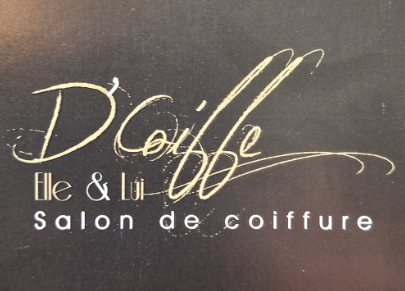 D'Coiffe
Elle & Lui
Salon de coiffure